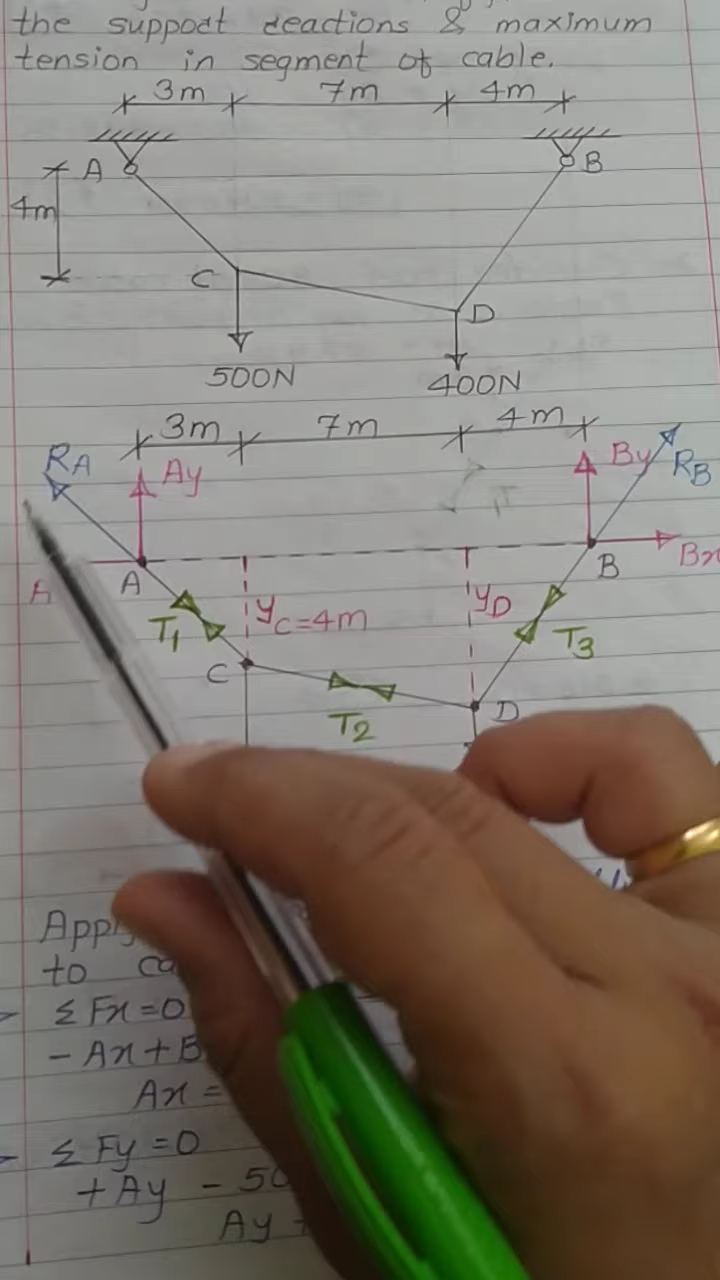 the support deactions & maximum
tension in segment of cable.
3m 7m 4m
A B
4m
C
D
500N 400N
3m 7m 4m
RA Ay By RB
A B Bx
T1 yC=4m yD T3
C D
T2
to
ΣFx=0
-Ax+B
Ax =
ΣFy=0
+Ay - 50
Ay +